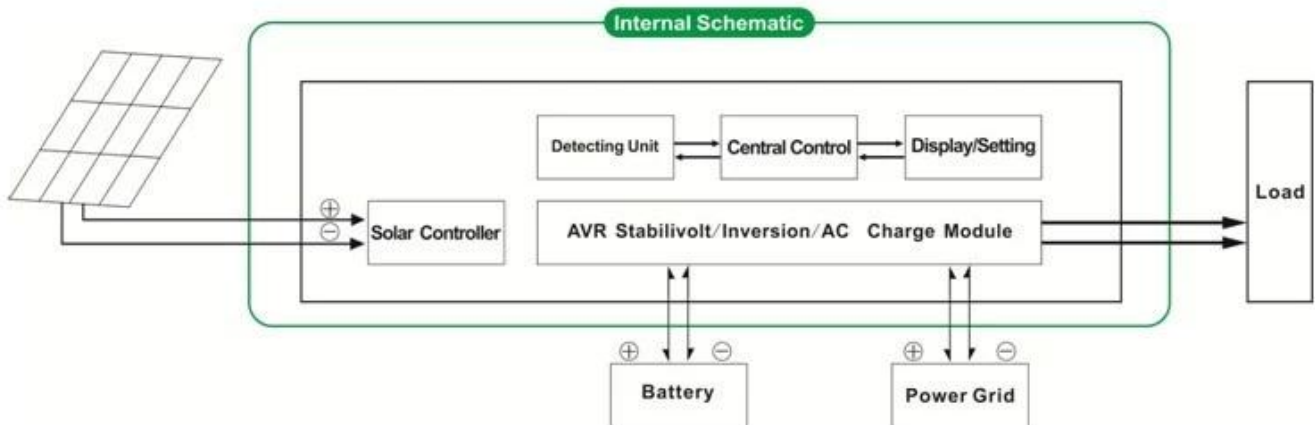 Internal Schematic
Detecting Unit
Central Control
Display/Setting
Load
⊕
⊖
Solar Controller
AVR Stabilivolt/Inversion/AC Charge Module
⊕ ⊖
Battery
⊕ ⊖
Power Grid